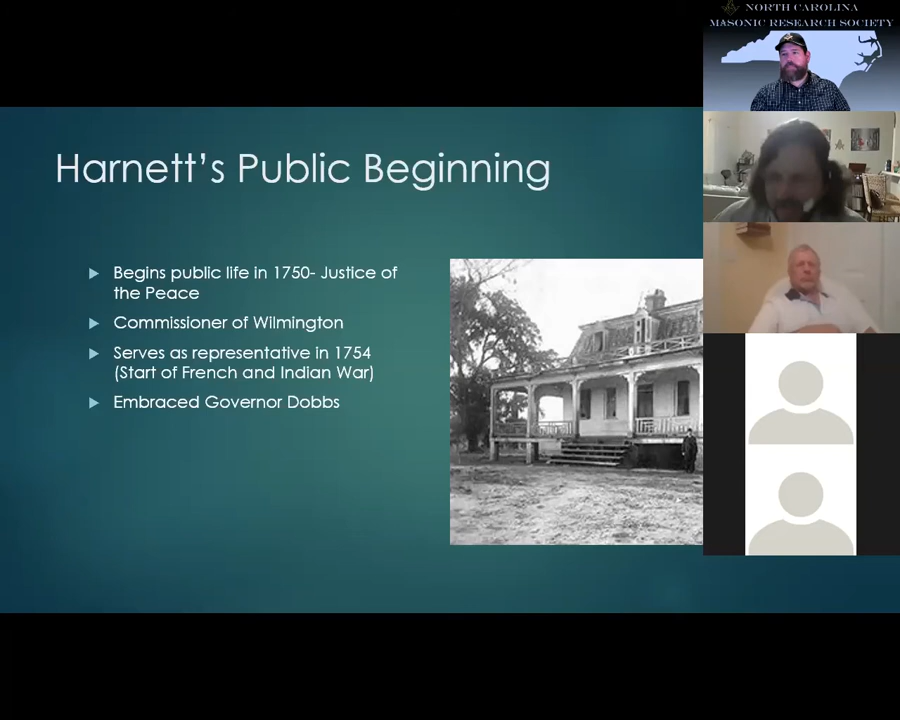 NORTH CAROLINA
MASONIC RESEARCH SOCIETY
Harnett's Public Beginning
Begins public life in 1750- Justice of
the Peace
Commissioner of Wilmington
Serves as representative in 1754
(Start of French and Indian War)
Embraced Governor Dobbs